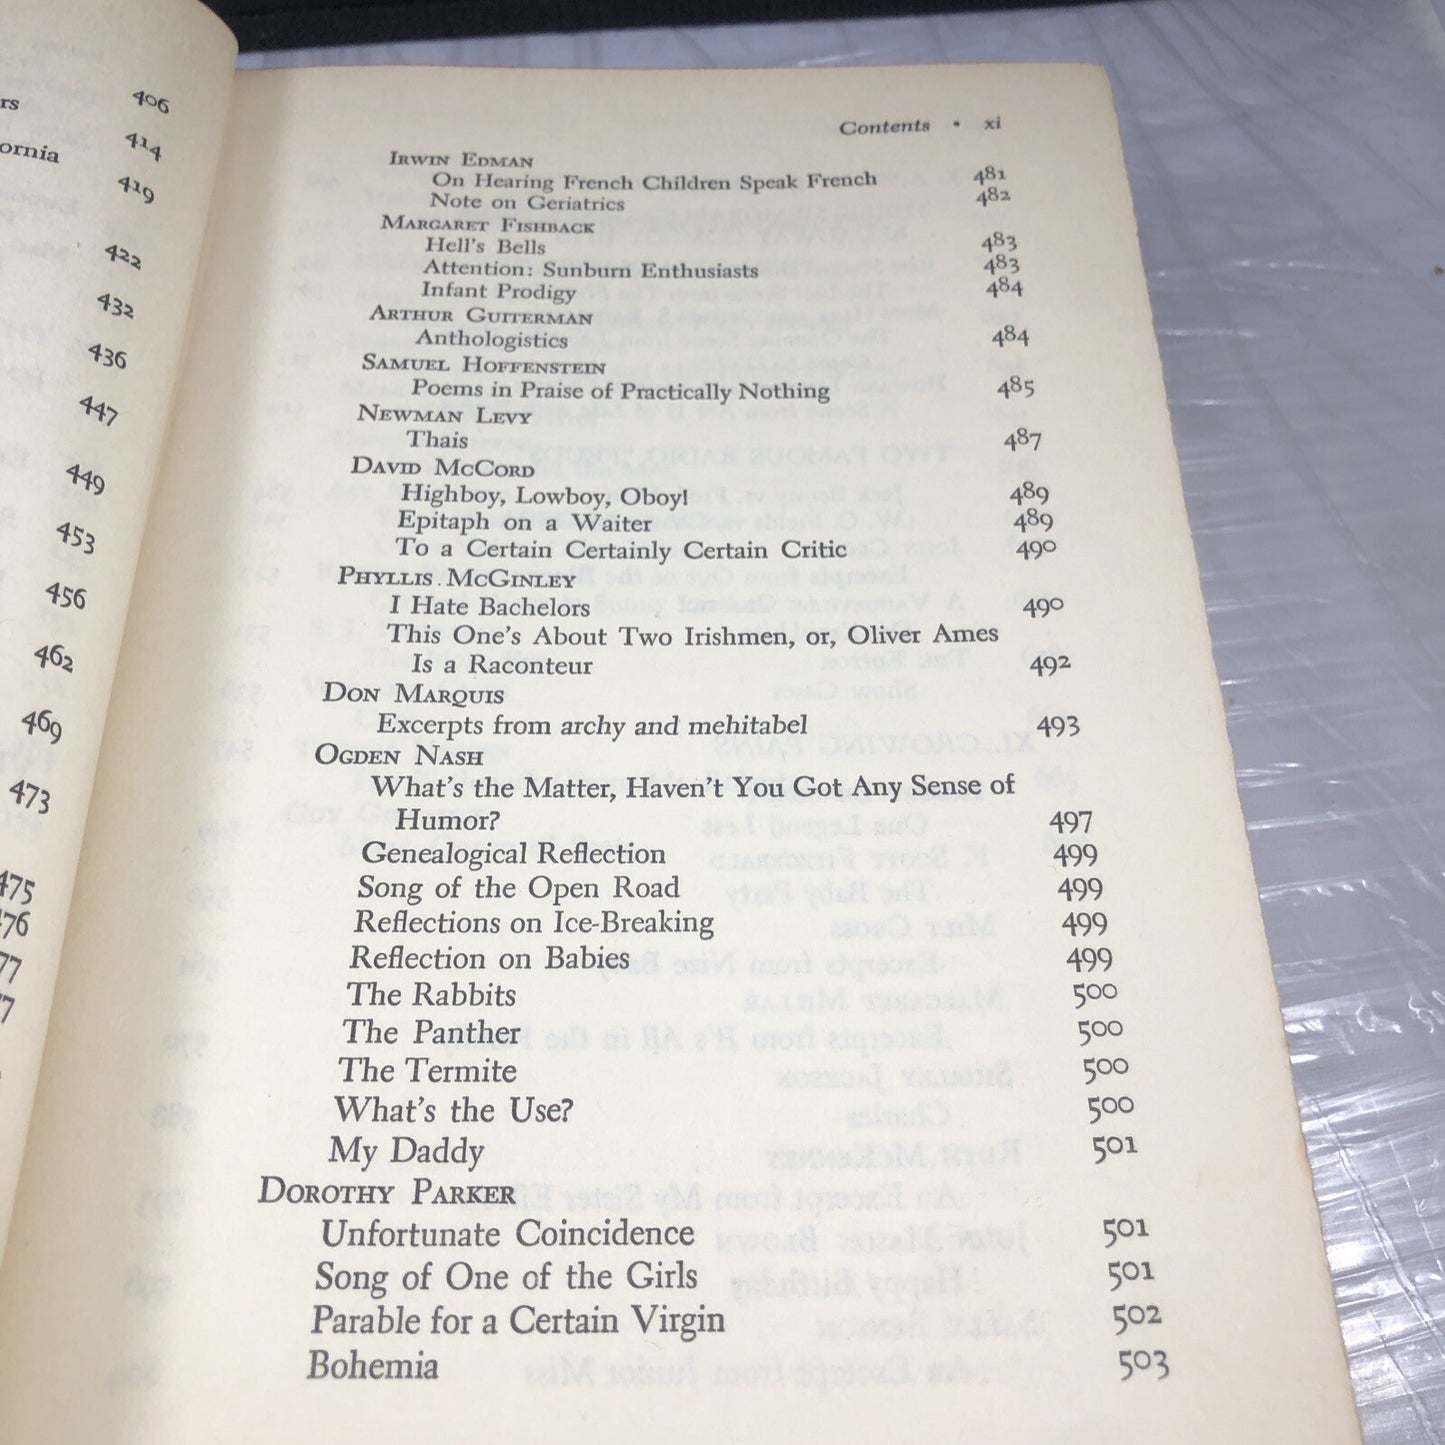 rs 406
414
ornia
419
422
432
436
447
449
453
456
462
469
473
475
476
77
7
Contents • xi
Irwin Edman
On Hearing French Children Speak French 481
Note on Geriatrics 482
Margaret Fishback
Hell's Bells 483
Attention: Sunburn Enthusiasts 483
Infant Prodigy 484
Arthur Guiterman
Anthologistics 484
Samuel Hoffenstein
Poems in Praise of Practically Nothing 485
Newman Levy
Thais 487
David McCord
Highboy, Lowboy, Oboy! 489
Epitaph on a Waiter 489
To a Certain Certainly Certain Critic 490
Phyllis McGinley
I Hate Bachelors 490
This One's About Two Irishmen, or, Oliver Ames
Is a Raconteur 492
Don Marquis
Excerpts from archy and mehitabel 493
Ogden Nash
What's the Matter, Haven't You Got Any Sense of
Humor? 497
Genealogical Reflection 499
Song of the Open Road 499
Reflections on Ice-Breaking 499
Reflection on Babies 499
The Rabbits 500
The Panther 500
The Termite 500
What's the Use? 500
My Daddy 501
Dorothy Parker
Unfortunate Coincidence 501
Song of One of the Girls 501
Parable for a Certain Virgin 502
Bohemia 503